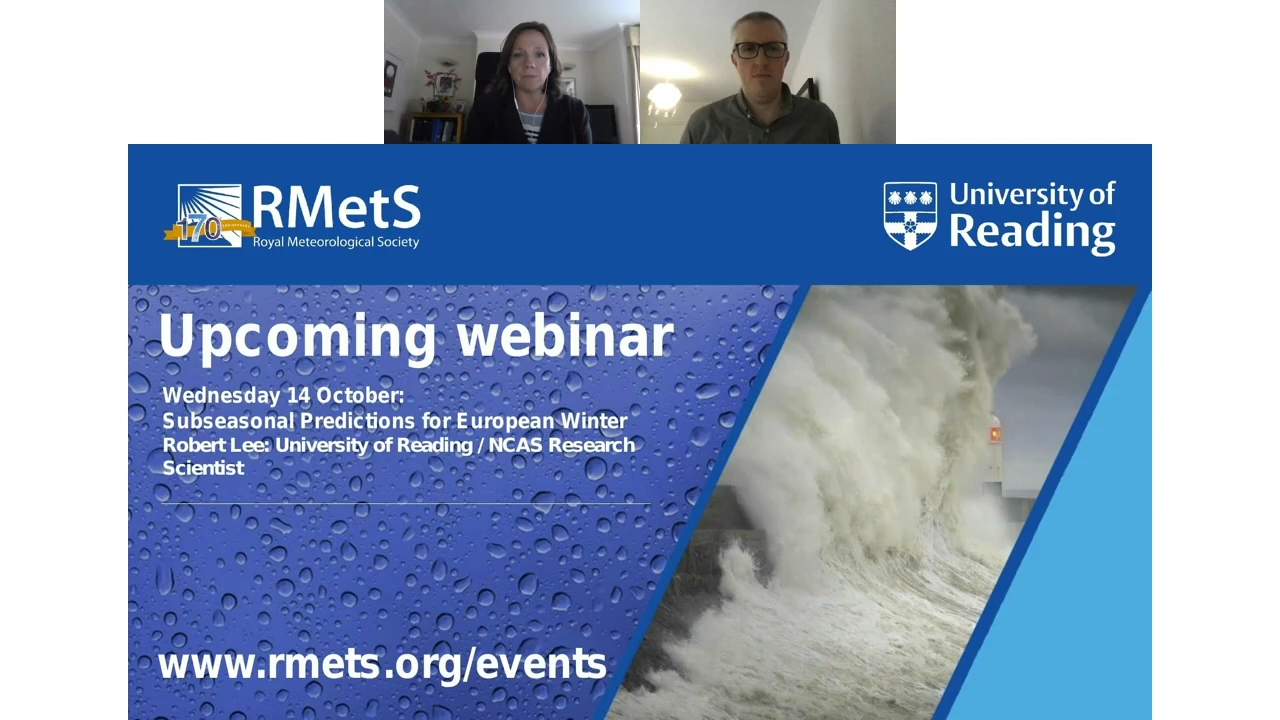 170
RMetS
Royal Meteorological Society
University of
Reading
Upcoming webinar
Wednesday 14 October:
Subseasonal Predictions for European Winter
Robert Lee: University of Reading / NCAS Research
Scientist
www.rmets.org/events